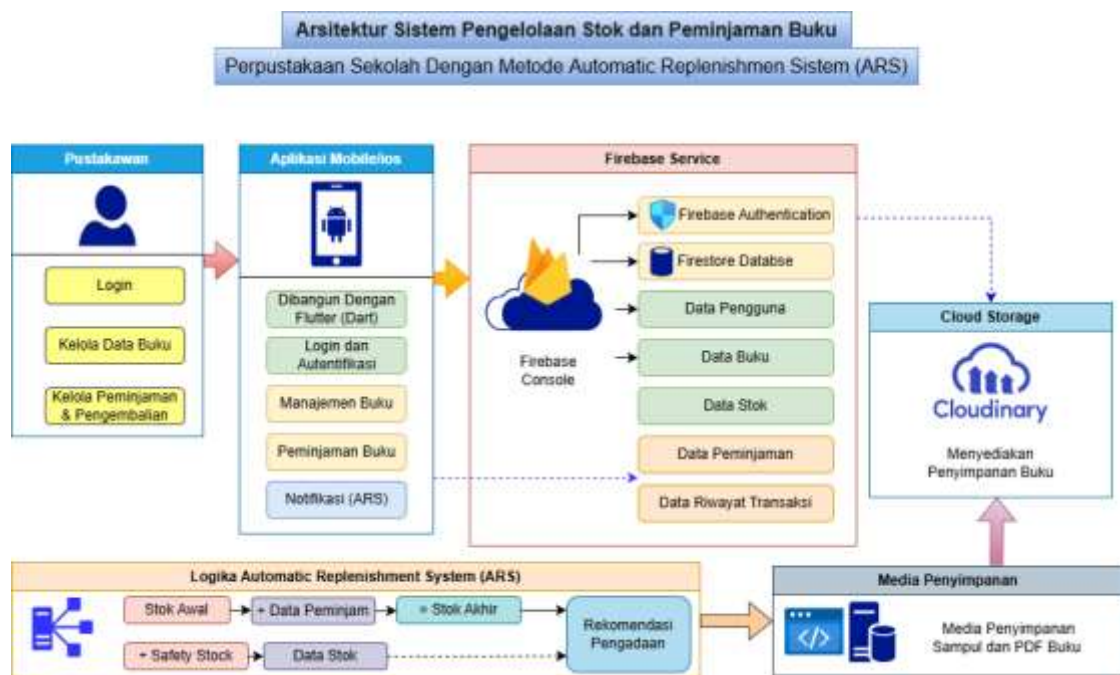 Arsitektur Sistem Pengelolaan Stok dan Peminjaman Buku
Perpustakaan Sekolah Dengan Metode Automatic Replenishmen Sistem (ARS)
Pustakawan
Login
Kelola Data Buku
Kelola Peminjaman
& Pengembalian
Aplikasi Mobile/ios
Dibangun Dengan
Flutter (Dart)
Login dan
Autentifikasi
Manajemen Buku
Peminjaman Buku
Notifikasi (ARS)
Firebase Service
Firebase
Console
Firebase Authentication
Firestore Databse
Data Pengguna
Data Buku
Data Stok
Data Peminjaman
Data Riwayat Transaksi
Cloud Storage
Cloudinary
Menyediakan
Penyimpanan Buku
Logika Automatic Replenishment System (ARS)
Stok Awal
+ Data Peminjam
= Stok Akhir
+ Safety Stock
Data Stok
Rekomendasi
Pengadaan
Media Penyimpanan
</>
Media Penyimpanan
Sampul dan PDF Buku